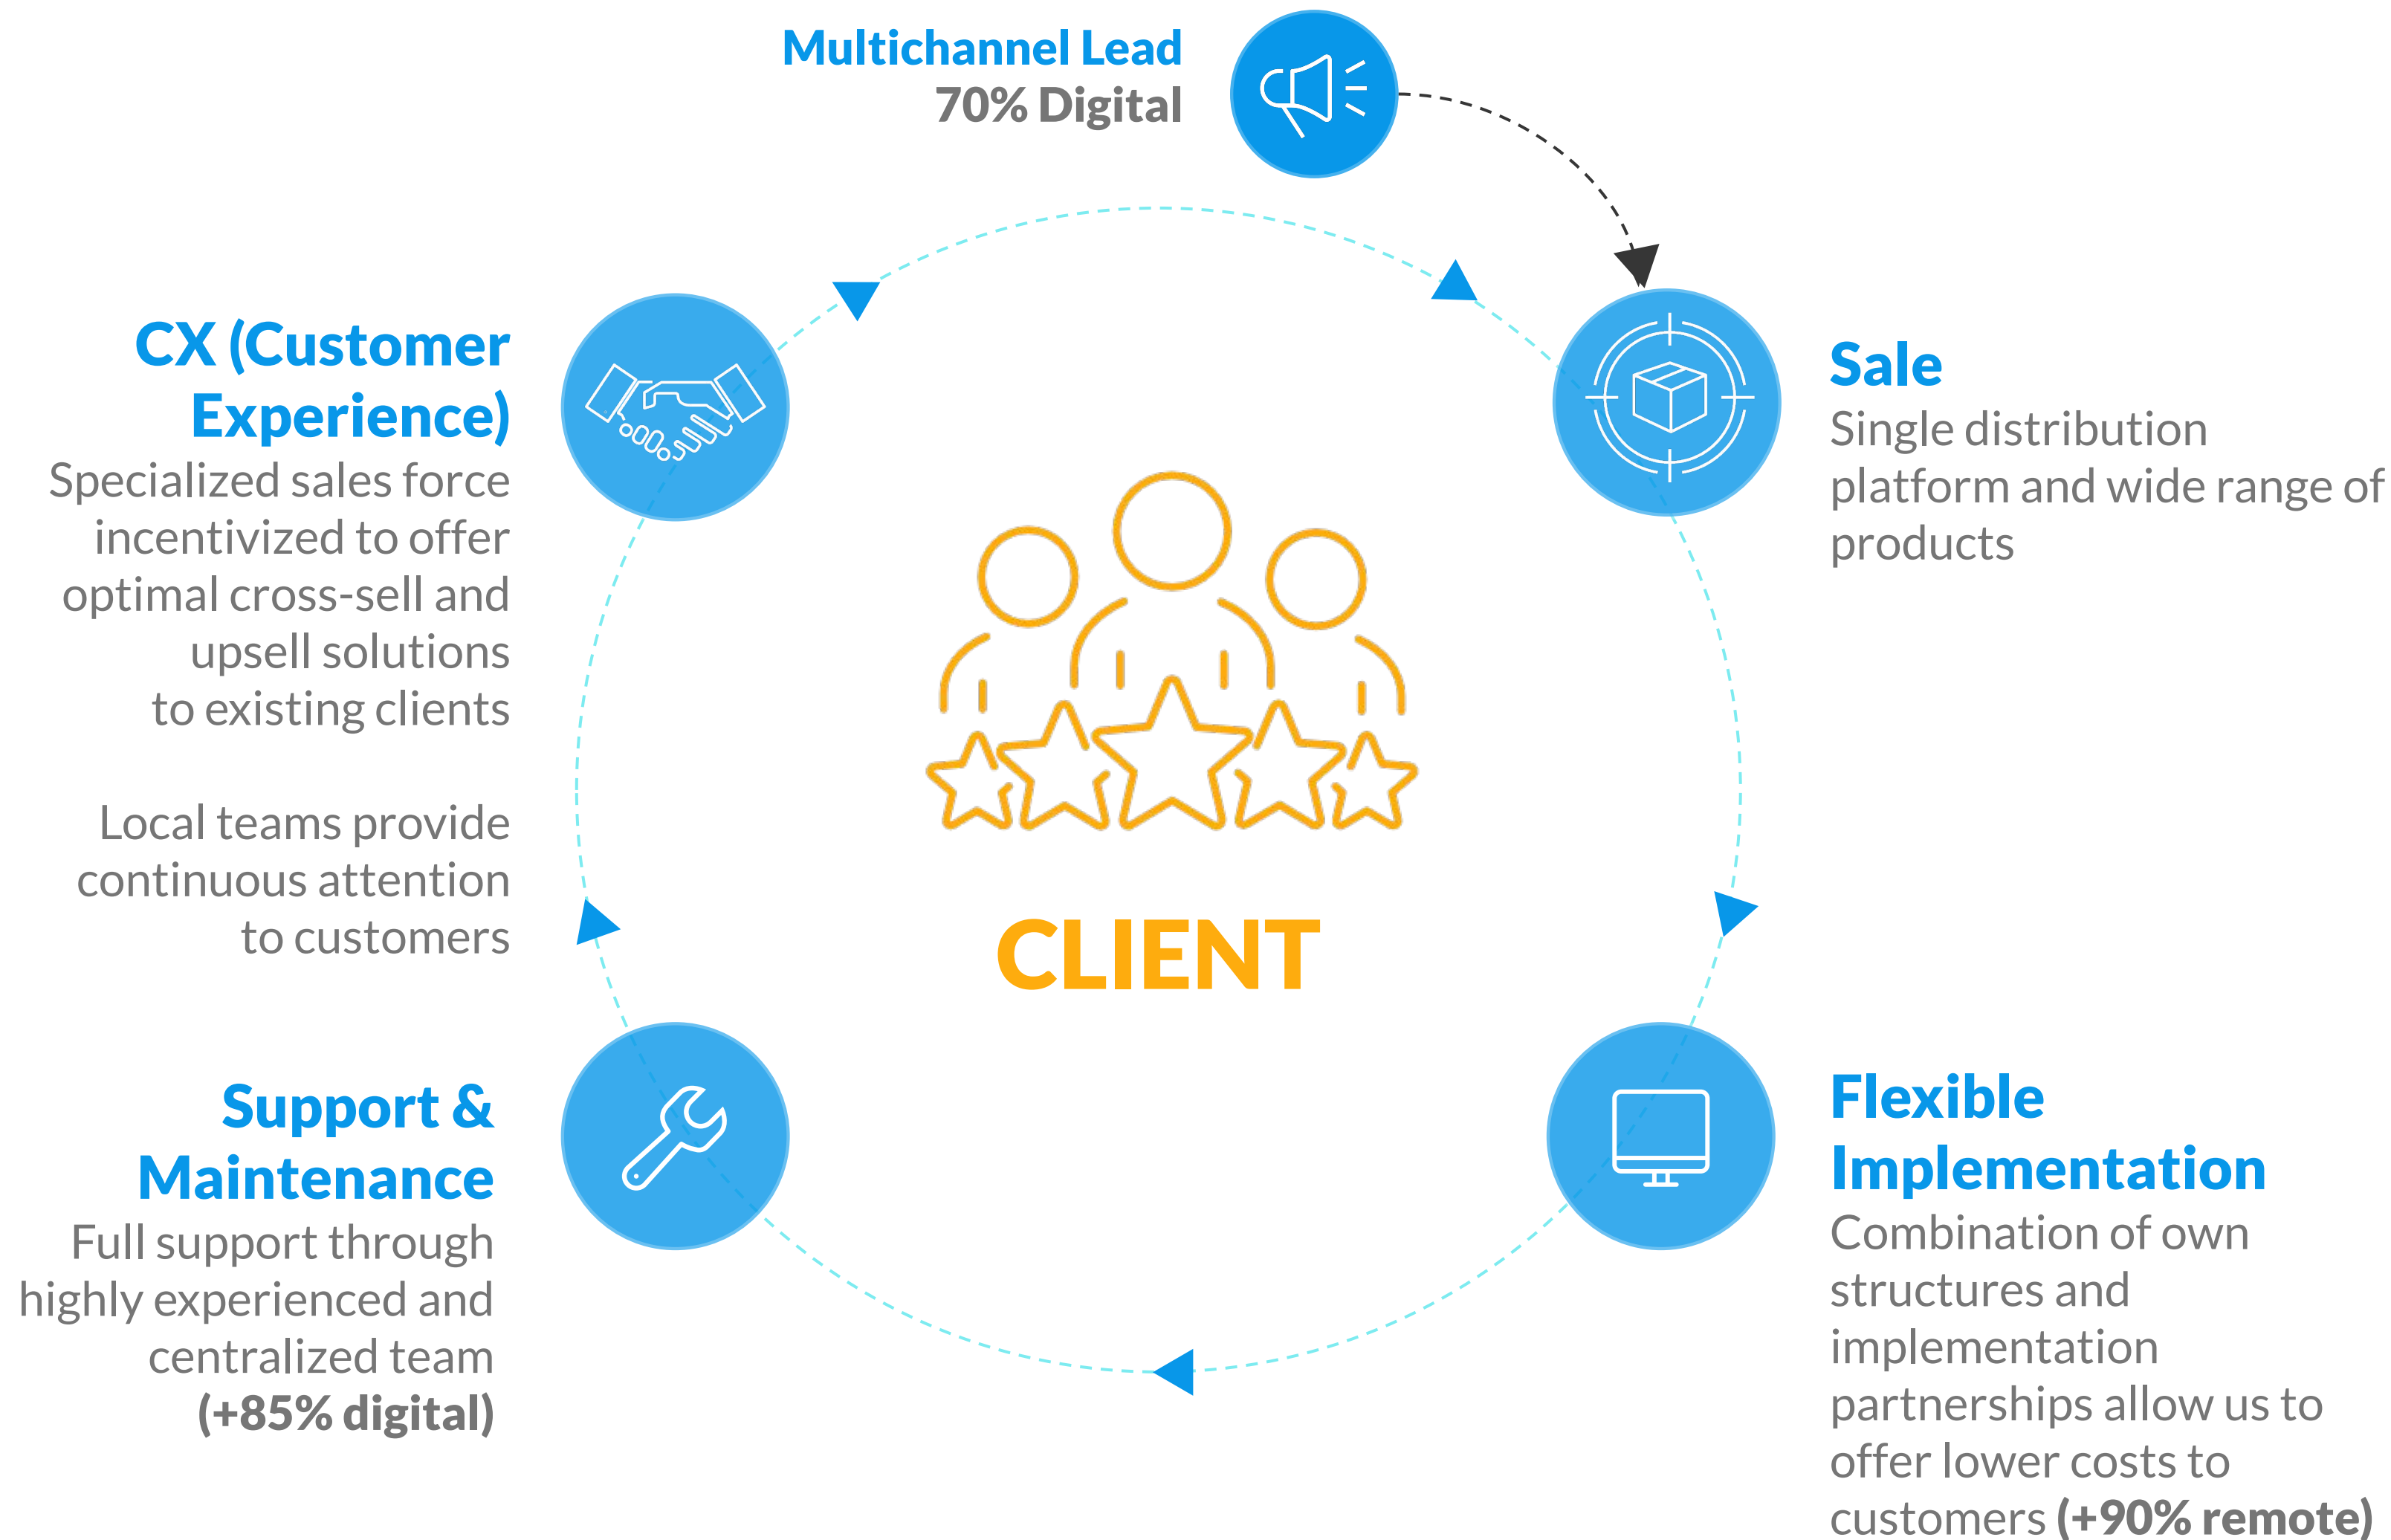 Multichannel Lead
70% Digital
CX (Customer
Experience)
Specialized sales force
incentivized to offer
optimal cross-sell and
upsell solutions
to existing clients
Local teams provide
continuous attention
to customers
Sale
Single distribution
platform and wide range of
products
CLIENT
Support &
Maintenance
Full support through
highly experienced and
centralized team
(+85% digital)
Flexible
Implementation
Combination of own
structures and
implementation
partnerships allow us to
offer lower costs to
customers (+90% remote)